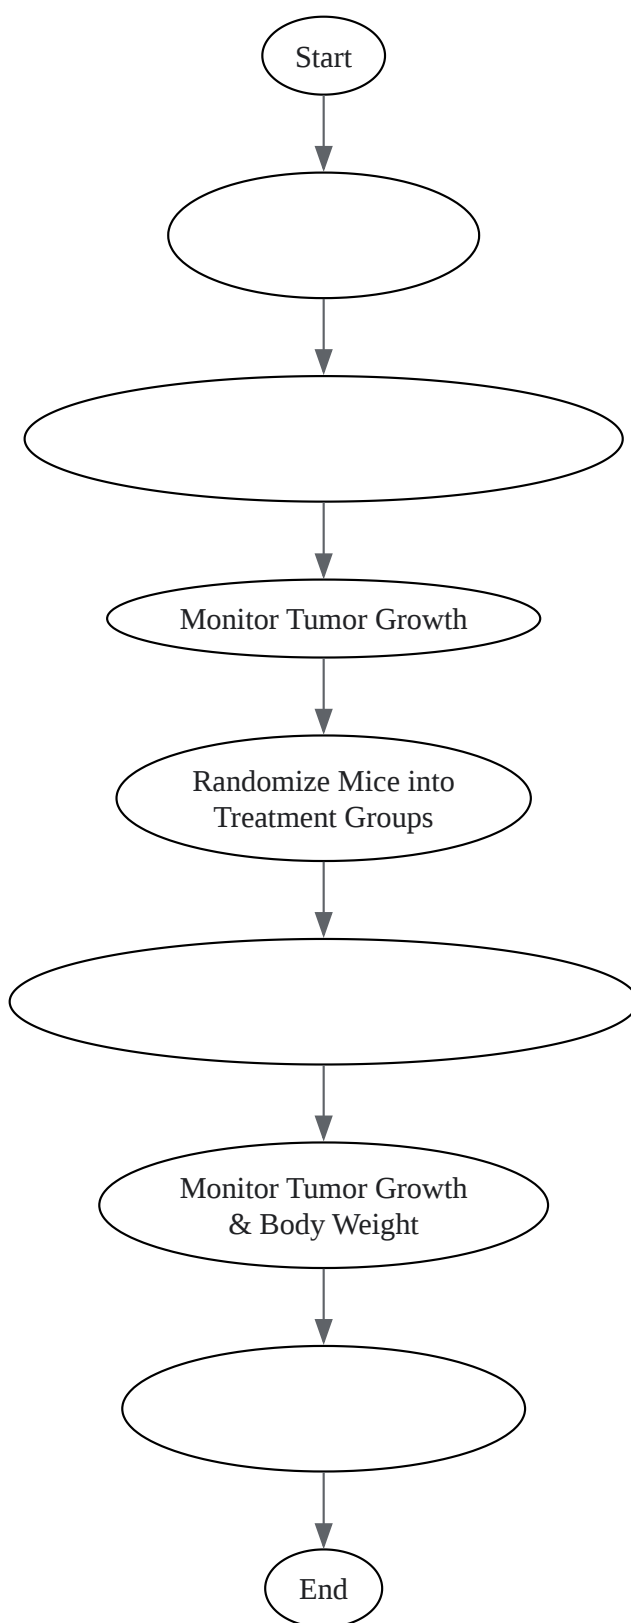 Start
Monitor Tumor Growth
Randomize Mice into
Treatment Groups
Monitor Tumor Growth
& Body Weight
End